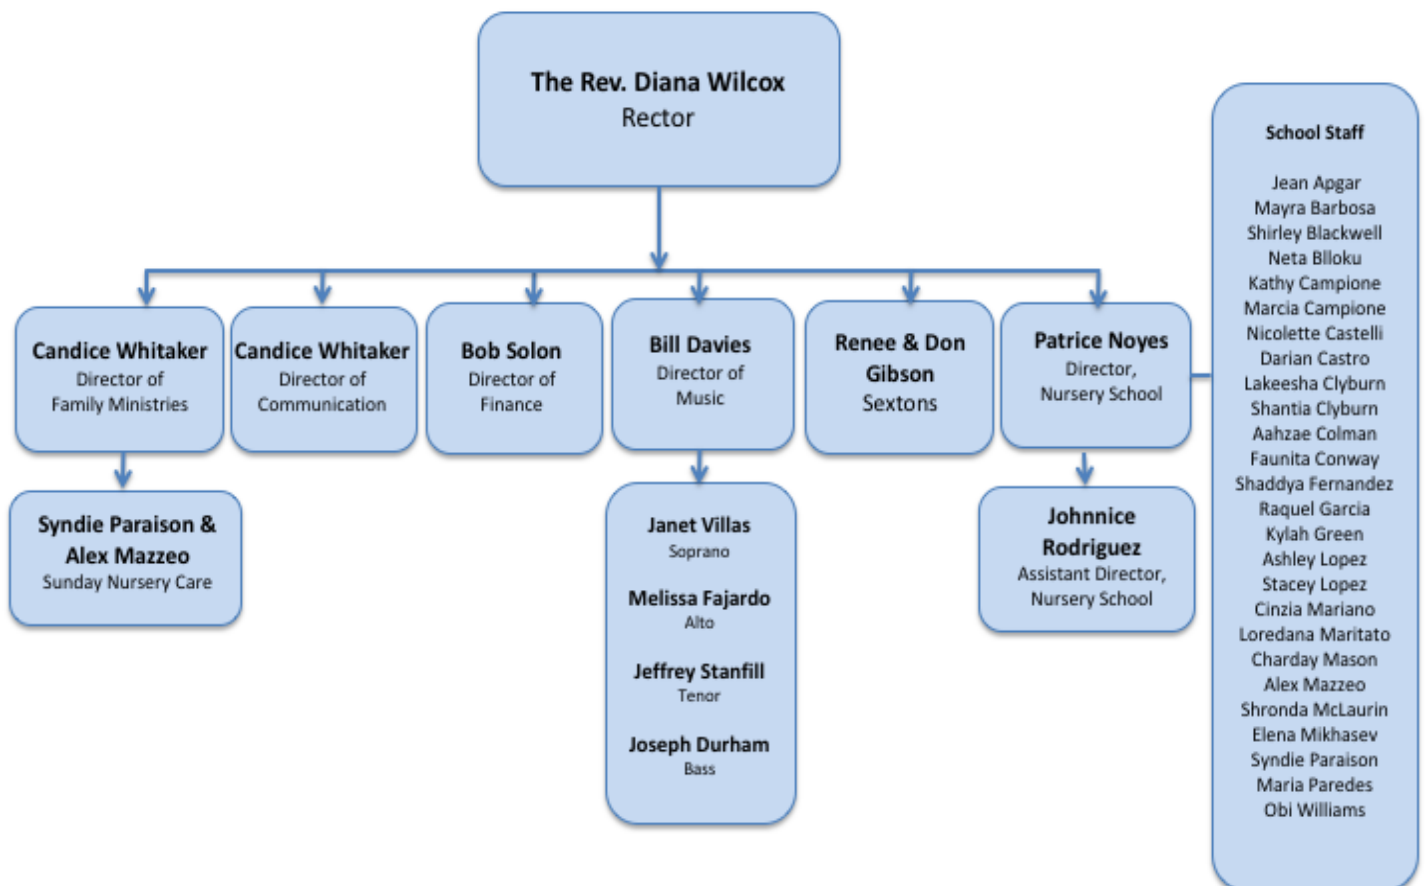 The Rev. Diana Wilcox
Rector
Candice Whitaker
Director of
Family Ministries
Candice Whitaker
Director of
Communication
Bob Solon
Director of
Finance
Bill Davies
Director of
Music
Renee & Don
Gibson
Sextons
Patrice Noyes
Director,
Nursery School
Syndie Paraison &
Alex Mazzeo
Sunday Nursery Care
Janet Villas
Soprano
Melissa Fajardo
Alto
Jeffrey Stanfill
Tenor
Joseph Durham
Bass
Johnnice
Rodriguez
Assistant Director,
Nursery School
School Staff
Jean Apgar
Mayra Barbosa
Shirley Blackwell
Neta Blloku
Kathy Campione
Marcia Campione
Nicolette Castelli
Darian Castro
Lakeesha Clyburn
Shantia Clyburn
Aahzae Colman
Faunita Conway
Shaddya Fernandez
Raquel Garcia
Kylah Green
Ashley Lopez
Stacey Lopez
Cinzia Mariano
Loredana Maritato
Charday Mason
Alex Mazzeo
Shronda McLaurin
Elena Mikhasev
Syndie Paraison
Maria Paredes
Obi Williams